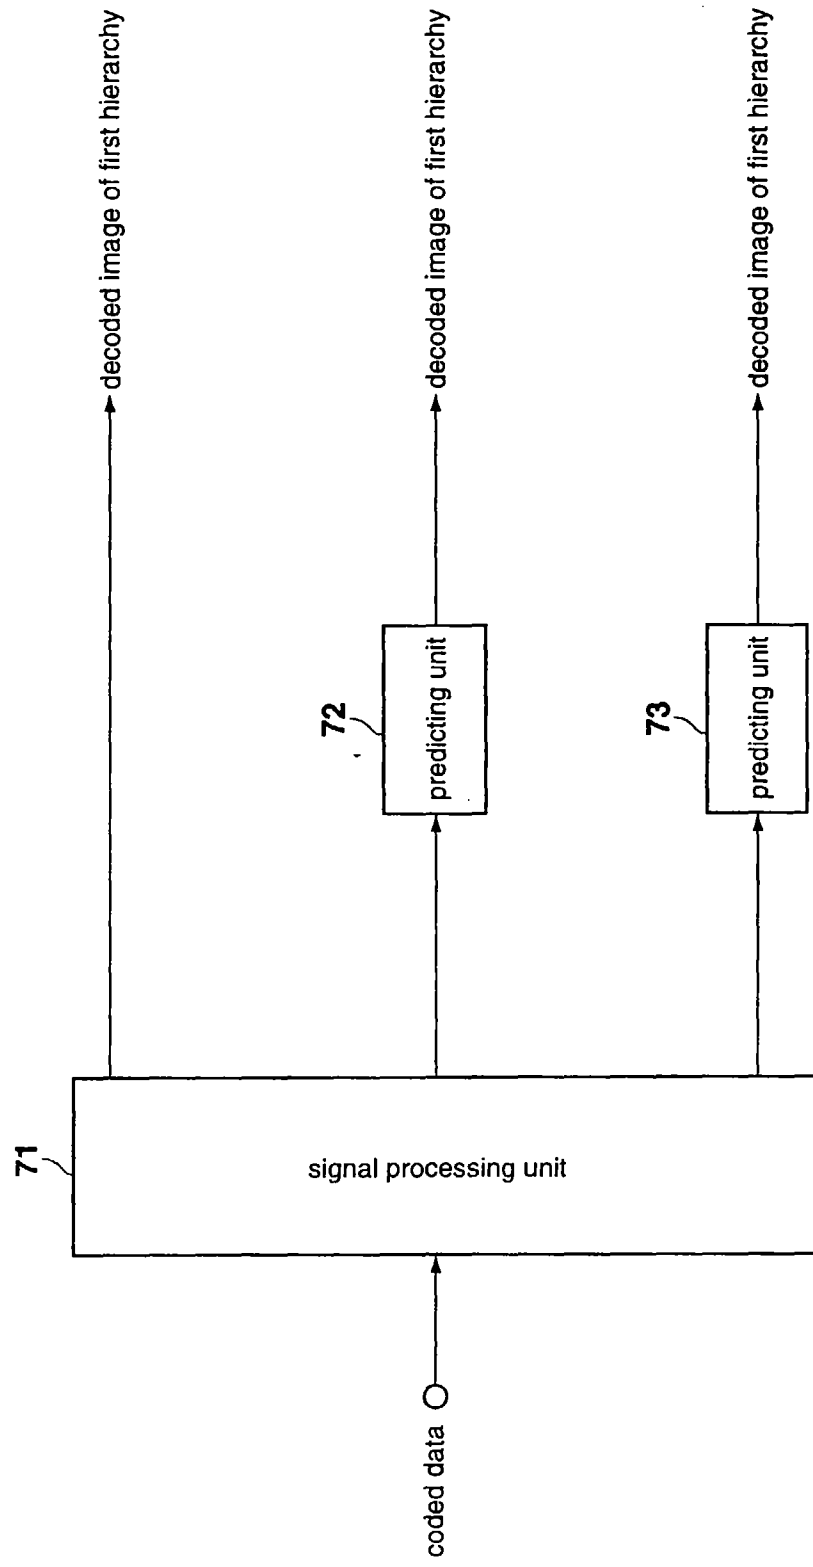 decoded image of first hierarchy
decoded image of first hierarchy
decoded image of first hierarchy
72
predicting unit
73
predicting unit
71
signal processing unit
coded data